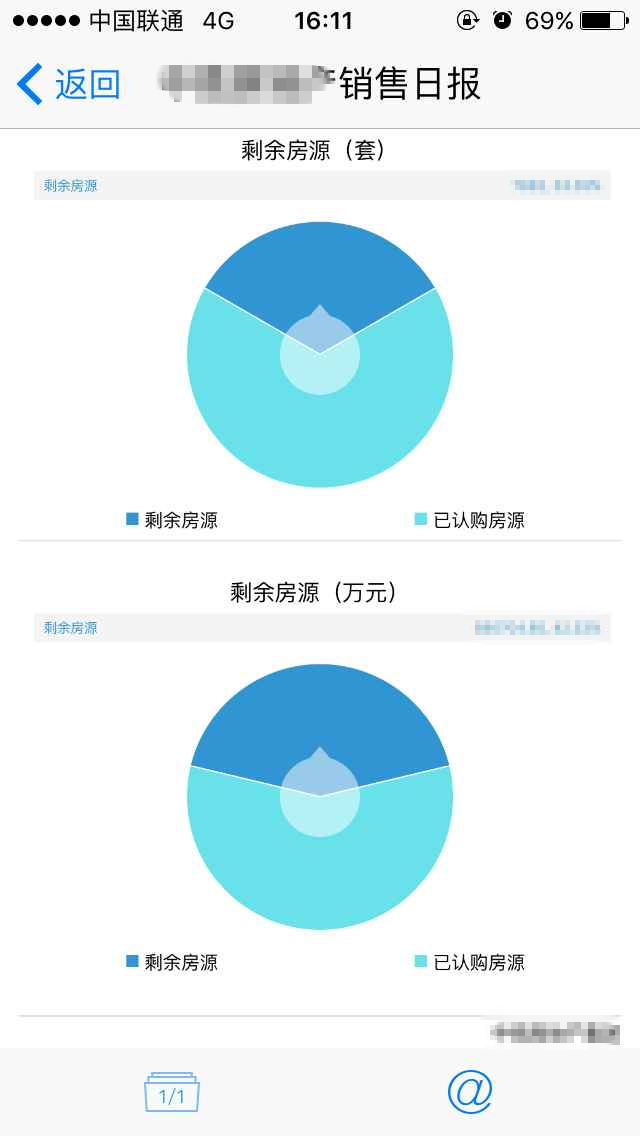 中国联通 4G 16:11 69%
返回 销售日报
剩余房源（套）
剩余房源
剩余房源 已认购房源
剩余房源（万元）
剩余房源
剩余房源 已认购房源
1/1 @